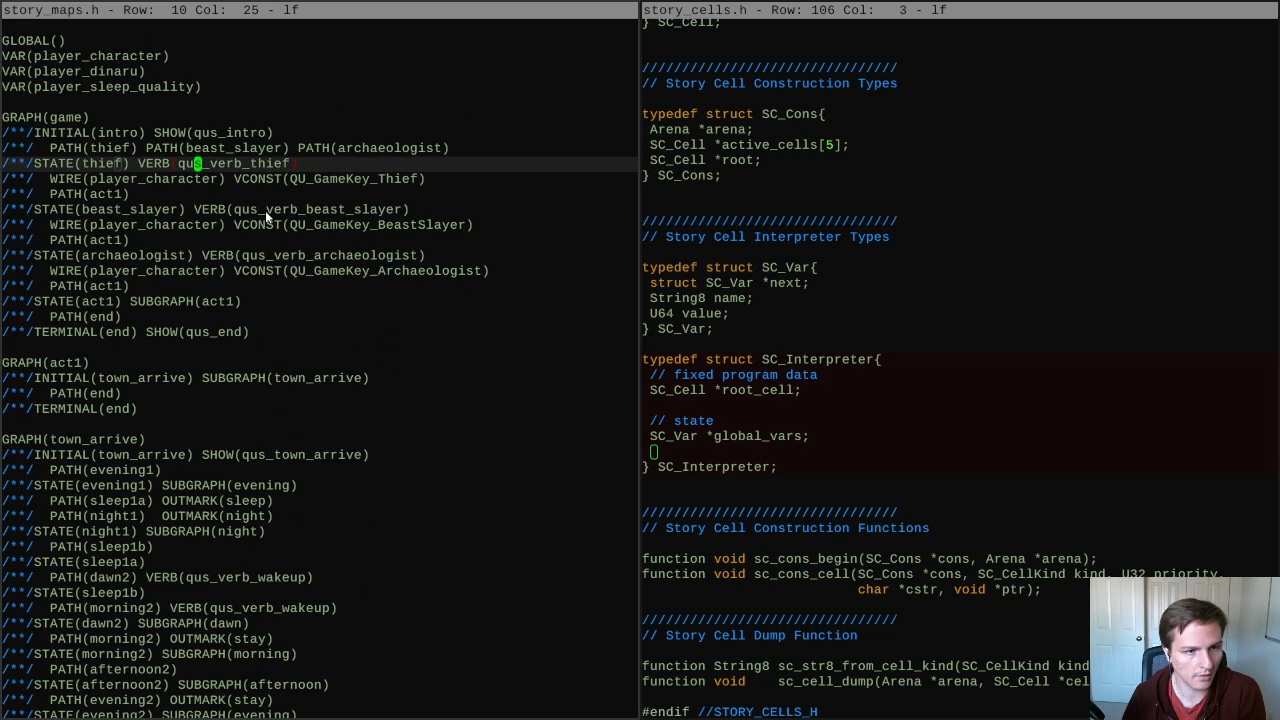 story_maps.h - Row: 10 Col: 25 - lf
GLOBAL()
VAR(player_character)
VAR(player_dinaru)
VAR(player_sleep_quality)
GRAPH(game)
/**/INITIAL(intro) SHOW(qus_intro)
/**/  PATH(thief) PATH(beast_slayer) PATH(archaeologist)
/**/STATE(thief) VERB(qus_verb_thief)
/**/  WIRE(player_character) VCONST(QU_GameKey_Thief)
/**/  PATH(act1)
/**/STATE(beast_slayer) VERB(qus_verb_beast_slayer)
/**/  WIRE(player_character) VCONST(QU_GameKey_BeastSlayer)
/**/  PATH(act1)
/**/STATE(archaeologist) VERB(qus_verb_archaeologist)
/**/  WIRE(player_character) VCONST(QU_GameKey_Archaeologist)
/**/  PATH(act1)
/**/STATE(act1) SUBGRAPH(act1)
/**/  PATH(end)
/**/TERMINAL(end) SHOW(qus_end)
GRAPH(act1)
/**/INITIAL(town_arrive) SUBGRAPH(town_arrive)
/**/  PATH(end)
/**/TERMINAL(end)
GRAPH(town_arrive)
/**/INITIAL(town_arrive) SHOW(qus_town_arrive)
/**/  PATH(evening1)
/**/STATE(evening1) SUBGRAPH(evening)
/**/  PATH(sleep1a) OUTMARK(sleep)
/**/  PATH(night1)  OUTMARK(night)
/**/STATE(night1) SUBGRAPH(night)
/**/  PATH(sleep1b)
/**/STATE(sleep1a)
/**/  PATH(dawn2) VERB(qus_verb_wakeup)
/**/STATE(sleep1b)
/**/  PATH(morning2) VERB(qus_verb_wakeup)
/**/STATE(dawn2) SUBGRAPH(dawn)
/**/  PATH(morning2) OUTMARK(stay)
/**/STATE(morning2) SUBGRAPH(morning)
/**/  PATH(afternoon2)
/**/STATE(afternoon2) SUBGRAPH(afternoon)
/**/  PATH(evening2) OUTMARK(stay)
/**/STATE(evening2) SUBGRAPH(evening)
story_cells.h - Row: 106 Col: 3 - lf
} SC_Cell;
////////////////////////////////
// Story Cell Construction Types
typedef struct SC_Cons{
Arena *arena;
SC_Cell *active_cells[5];
SC_Cell *root;
} SC_Cons;
////////////////////////////////
// Story Cell Interpreter Types
typedef struct SC_Var{
struct SC_Var *next;
String8 name;
U64 value;
} SC_Var;
typedef struct SC_Interpreter{
// fixed program data
SC_Cell *root_cell;
// state
SC_Var *global_vars;
} SC_Interpreter;
////////////////////////////////
// Story Cell Construction Functions
function void sc_cons_begin(SC_Cons *cons, Arena *arena);
function void sc_cons_cell(SC_Cons *cons, SC_CellKind kind, U32 priority,
char *cstr, void *ptr);
////////////////////////////////
// Story Cell Dump Function
function String8 sc_str8_from_cell_kind(SC_CellKind kind
function void    sc_cell_dump(Arena *arena, SC_Cell *cel
#endif //STORY_CELLS_H